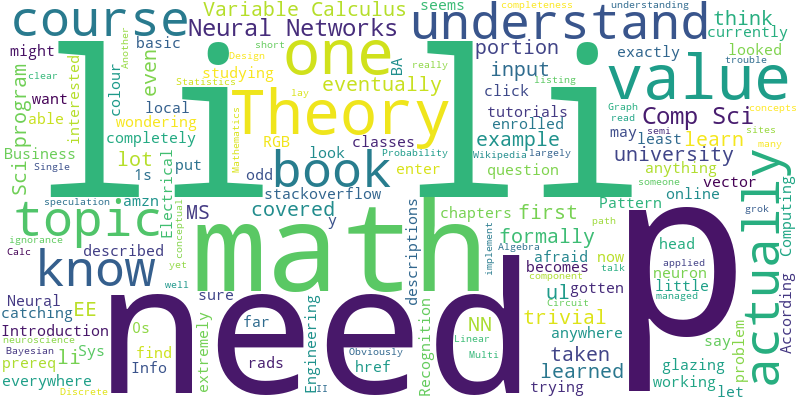 course
Variable Calculus
seems
completeness
understanding
Another
Neural Networks
understand
think
currently
might
basic
short
one
really
portion
exactly
looked
trouble
clear
interested
colour
even
studying
Design
Statistics
eventually
BA
input
click
listing
value
Graph
concepts
want
local
li li
lay
tutorials
read
semi
sites
able
wondering
Theory
enrolled
Comp Sci
many
Sci program
completely
Mathematics
RGB
classes
example
may
least
learn
Business
lot
put
look
Probability
Wikipedia
largely
university
Single
1s
Electrical
odd
book
enter
question
anything
someone
speculation
amzn
stackoverflow
vector
topic
MS
covered
y
chapters
first
Pattern
online
grok
ignorance
described
conceptual
math
descriptions
formally
path
head
Computing
Calc
know
yet
Algebra
now
talk
applied
actually
well
implement
afraid
component
neuron
Neural
sure
becomes
gotten
little
managed
catching
EE
ul
Circuit
According
Introduction
Os
far
Engineering
NN
trivial
p
say
neuroscience
li
Sys
find
extremely
need
Obviously
Recognition
Linear
anywhere
problem
Bayesian
prereq
Info
rads
href
Multi
taken
glazing
everywhere
learned
working
Discrete
II
trying
let